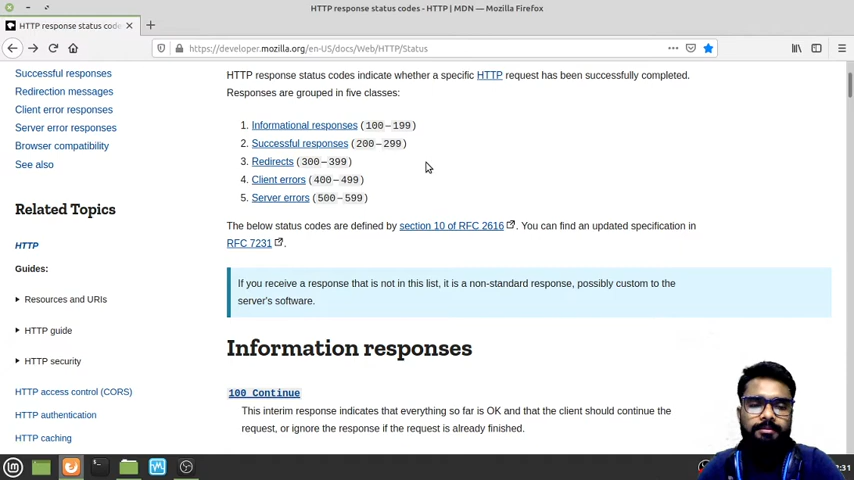 HTTP response status codes - HTTP | MDN — Mozilla Firefox
HTTP response status code
https://developer.mozilla.org/en-US/docs/Web/HTTP/Status
Successful responses
Redirection messages
Client error responses
Server error responses
Browser compatibility
See also
Related Topics
HTTP
Guides:
Resources and URIs
HTTP guide
HTTP security
HTTP access control (CORS)
HTTP authentication
HTTP caching
HTTP response status codes indicate whether a specific HTTP request has been successfully completed.
Responses are grouped in five classes:
1. Informational responses (100–199)
2. Successful responses (200–299)
3. Redirects (300–399)
4. Client errors (400–499)
5. Server errors (500–599)
The below status codes are defined by section 10 of RFC 2616. You can find an updated specification in
RFC 7231.
If you receive a response that is not in this list, it is a non-standard response, possibly custom to the
server's software.
Information responses
100 Continue
This interim response indicates that everything so far is OK and that the client should continue the
request, or ignore the response if the request is already finished.
:31